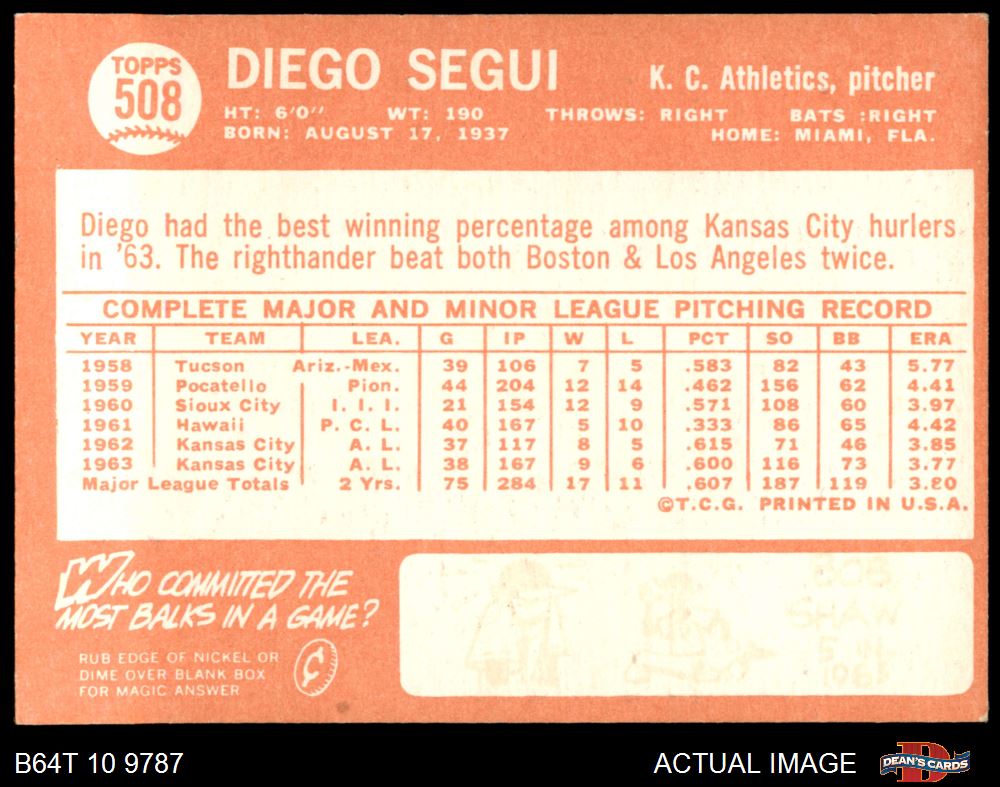 TOPPS
508
DIEGO SEGUI
K. C. Athletics, pitcher
HT: 6'0" WT: 190 THROWS: RIGHT BATS :RIGHT
BORN: AUGUST 17, 1937 HOME: MIAMI, FLA.
Diego had the best winning percentage among Kansas City hurlers
in '63. The righthander beat both Boston & Los Angeles twice.
COMPLETE MAJOR AND MINOR LEAGUE PITCHING RECORD
YEAR TEAM LEA. G IP W L PCT SO BB ERA
1958 Tucson Ariz.-Mex. 39 106 7 5 .583 82 43 5.77
1959 Pocatello Pion. 44 204 12 14 .462 156 62 4.41
1960 Sioux City I. I. I. 21 154 12 9 .571 108 60 3.97
1961 Hawaii P. C. L. 40 167 5 10 .333 86 65 4.42
1962 Kansas City A. L. 37 117 8 5 .615 71 46 3.85
1963 Kansas City A. L. 38 167 9 6 .600 116 73 3.77
Major League Totals 2 Yrs. 75 284 17 11 .607 187 119 3.80
©T.C.G. PRINTED IN U.S.A.
WHO COMMITTED THE
MOST BALKS IN A GAME?
RUB EDGE OF NICKEL OR
DIME OVER BLANK BOX
FOR MAGIC ANSWER
BOB
SHAW
B64T 10 9787
ACTUAL IMAGE
DEAN'S CARDS